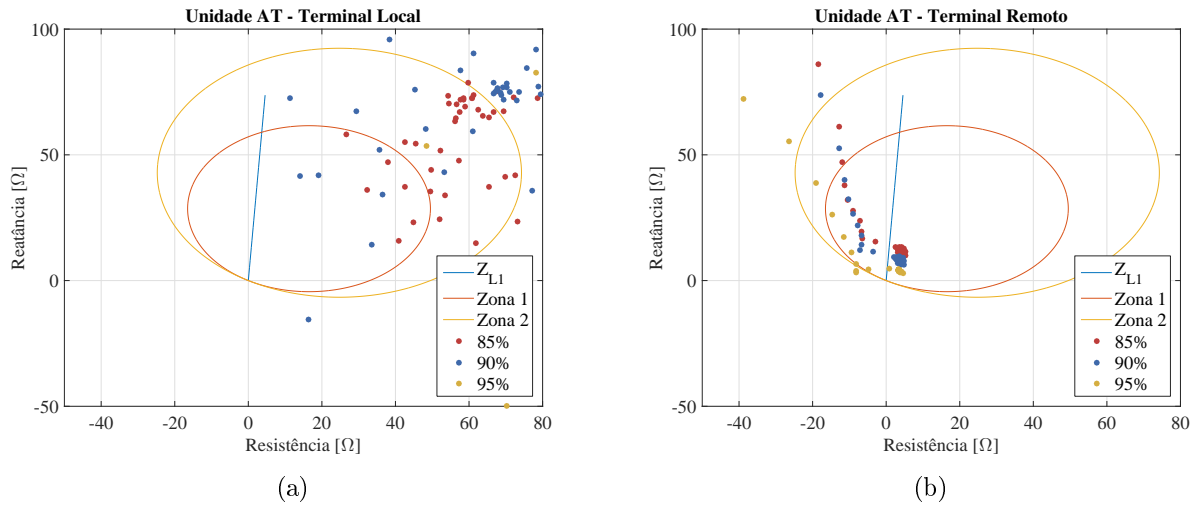 Unidade AT - Terminal Local
100
50
0
-50
-40
-20
0
20
40
60
80
Reatância [Ω]
Resistência [Ω]
Z_L1
Zona 1
Zona 2
85%
90%
95%
(a)
Unidade AT - Terminal Remoto
100
50
0
-50
-40
-20
0
20
40
60
80
Reatância [Ω]
Resistência [Ω]
Z_L1
Zona 1
Zona 2
85%
90%
95%
(b)